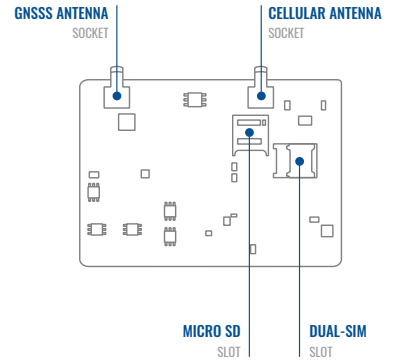 GNSSS ANTENNA
SOCKET
CELLULAR ANTENNA
SOCKET
MICRO SD
SLOT
DUAL-SIM
SLOT